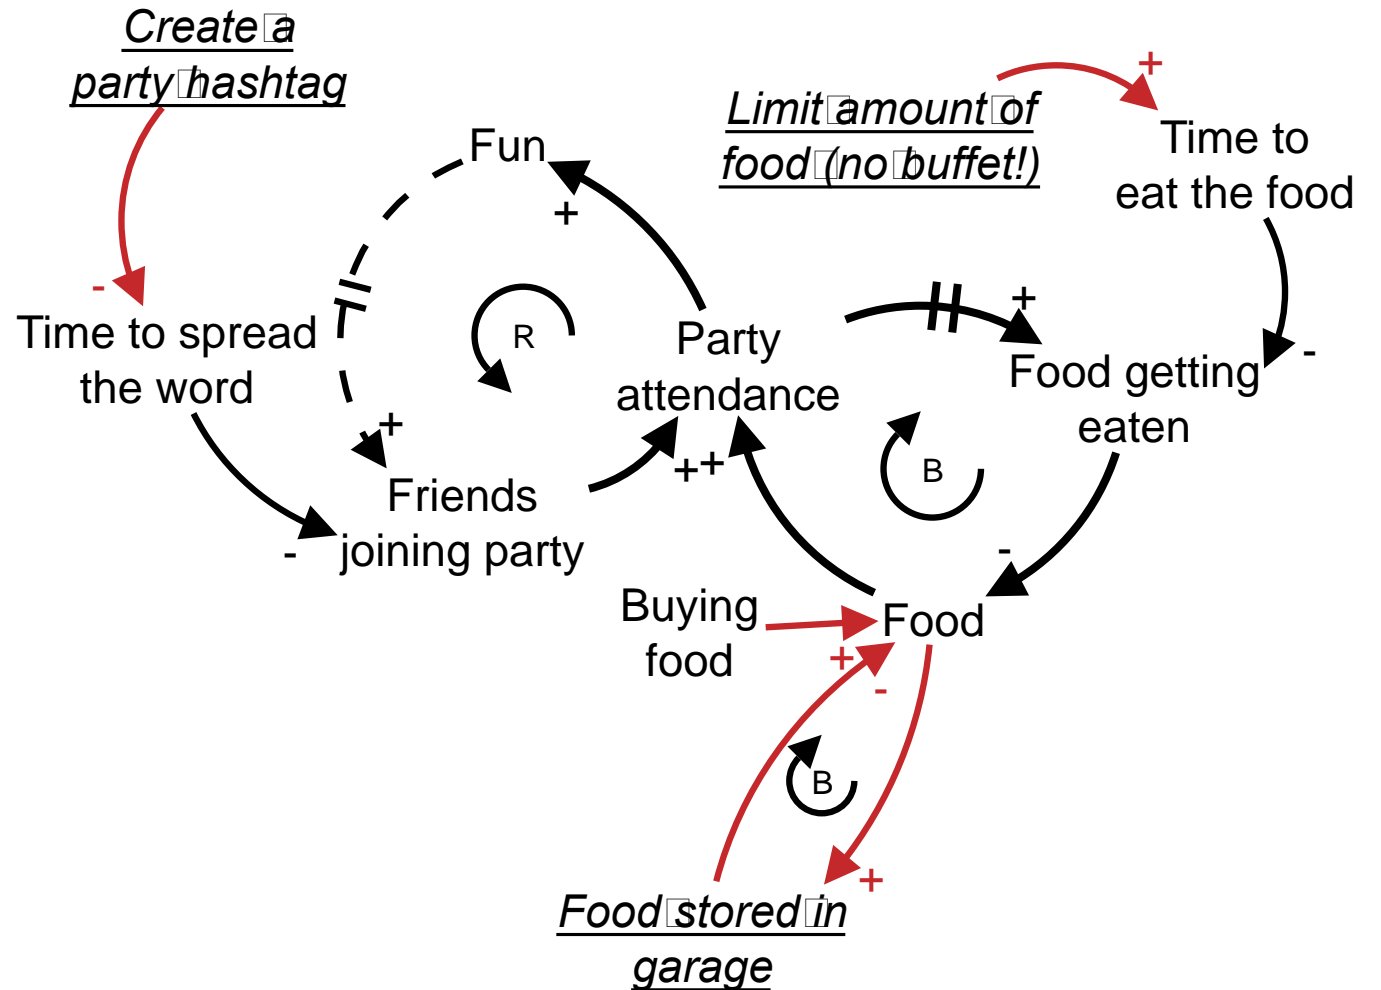 Create a
party hashtag
Limit amount of
food (no buffet!)
+
Time to
eat the food
Fun
+
-
Time to spread
the word
R
Party
attendance
+
Food getting
eaten
-
+
Friends
joining party
-
++
B
-
Buying
food
Food
+
-
B
+
Food stored in
garage